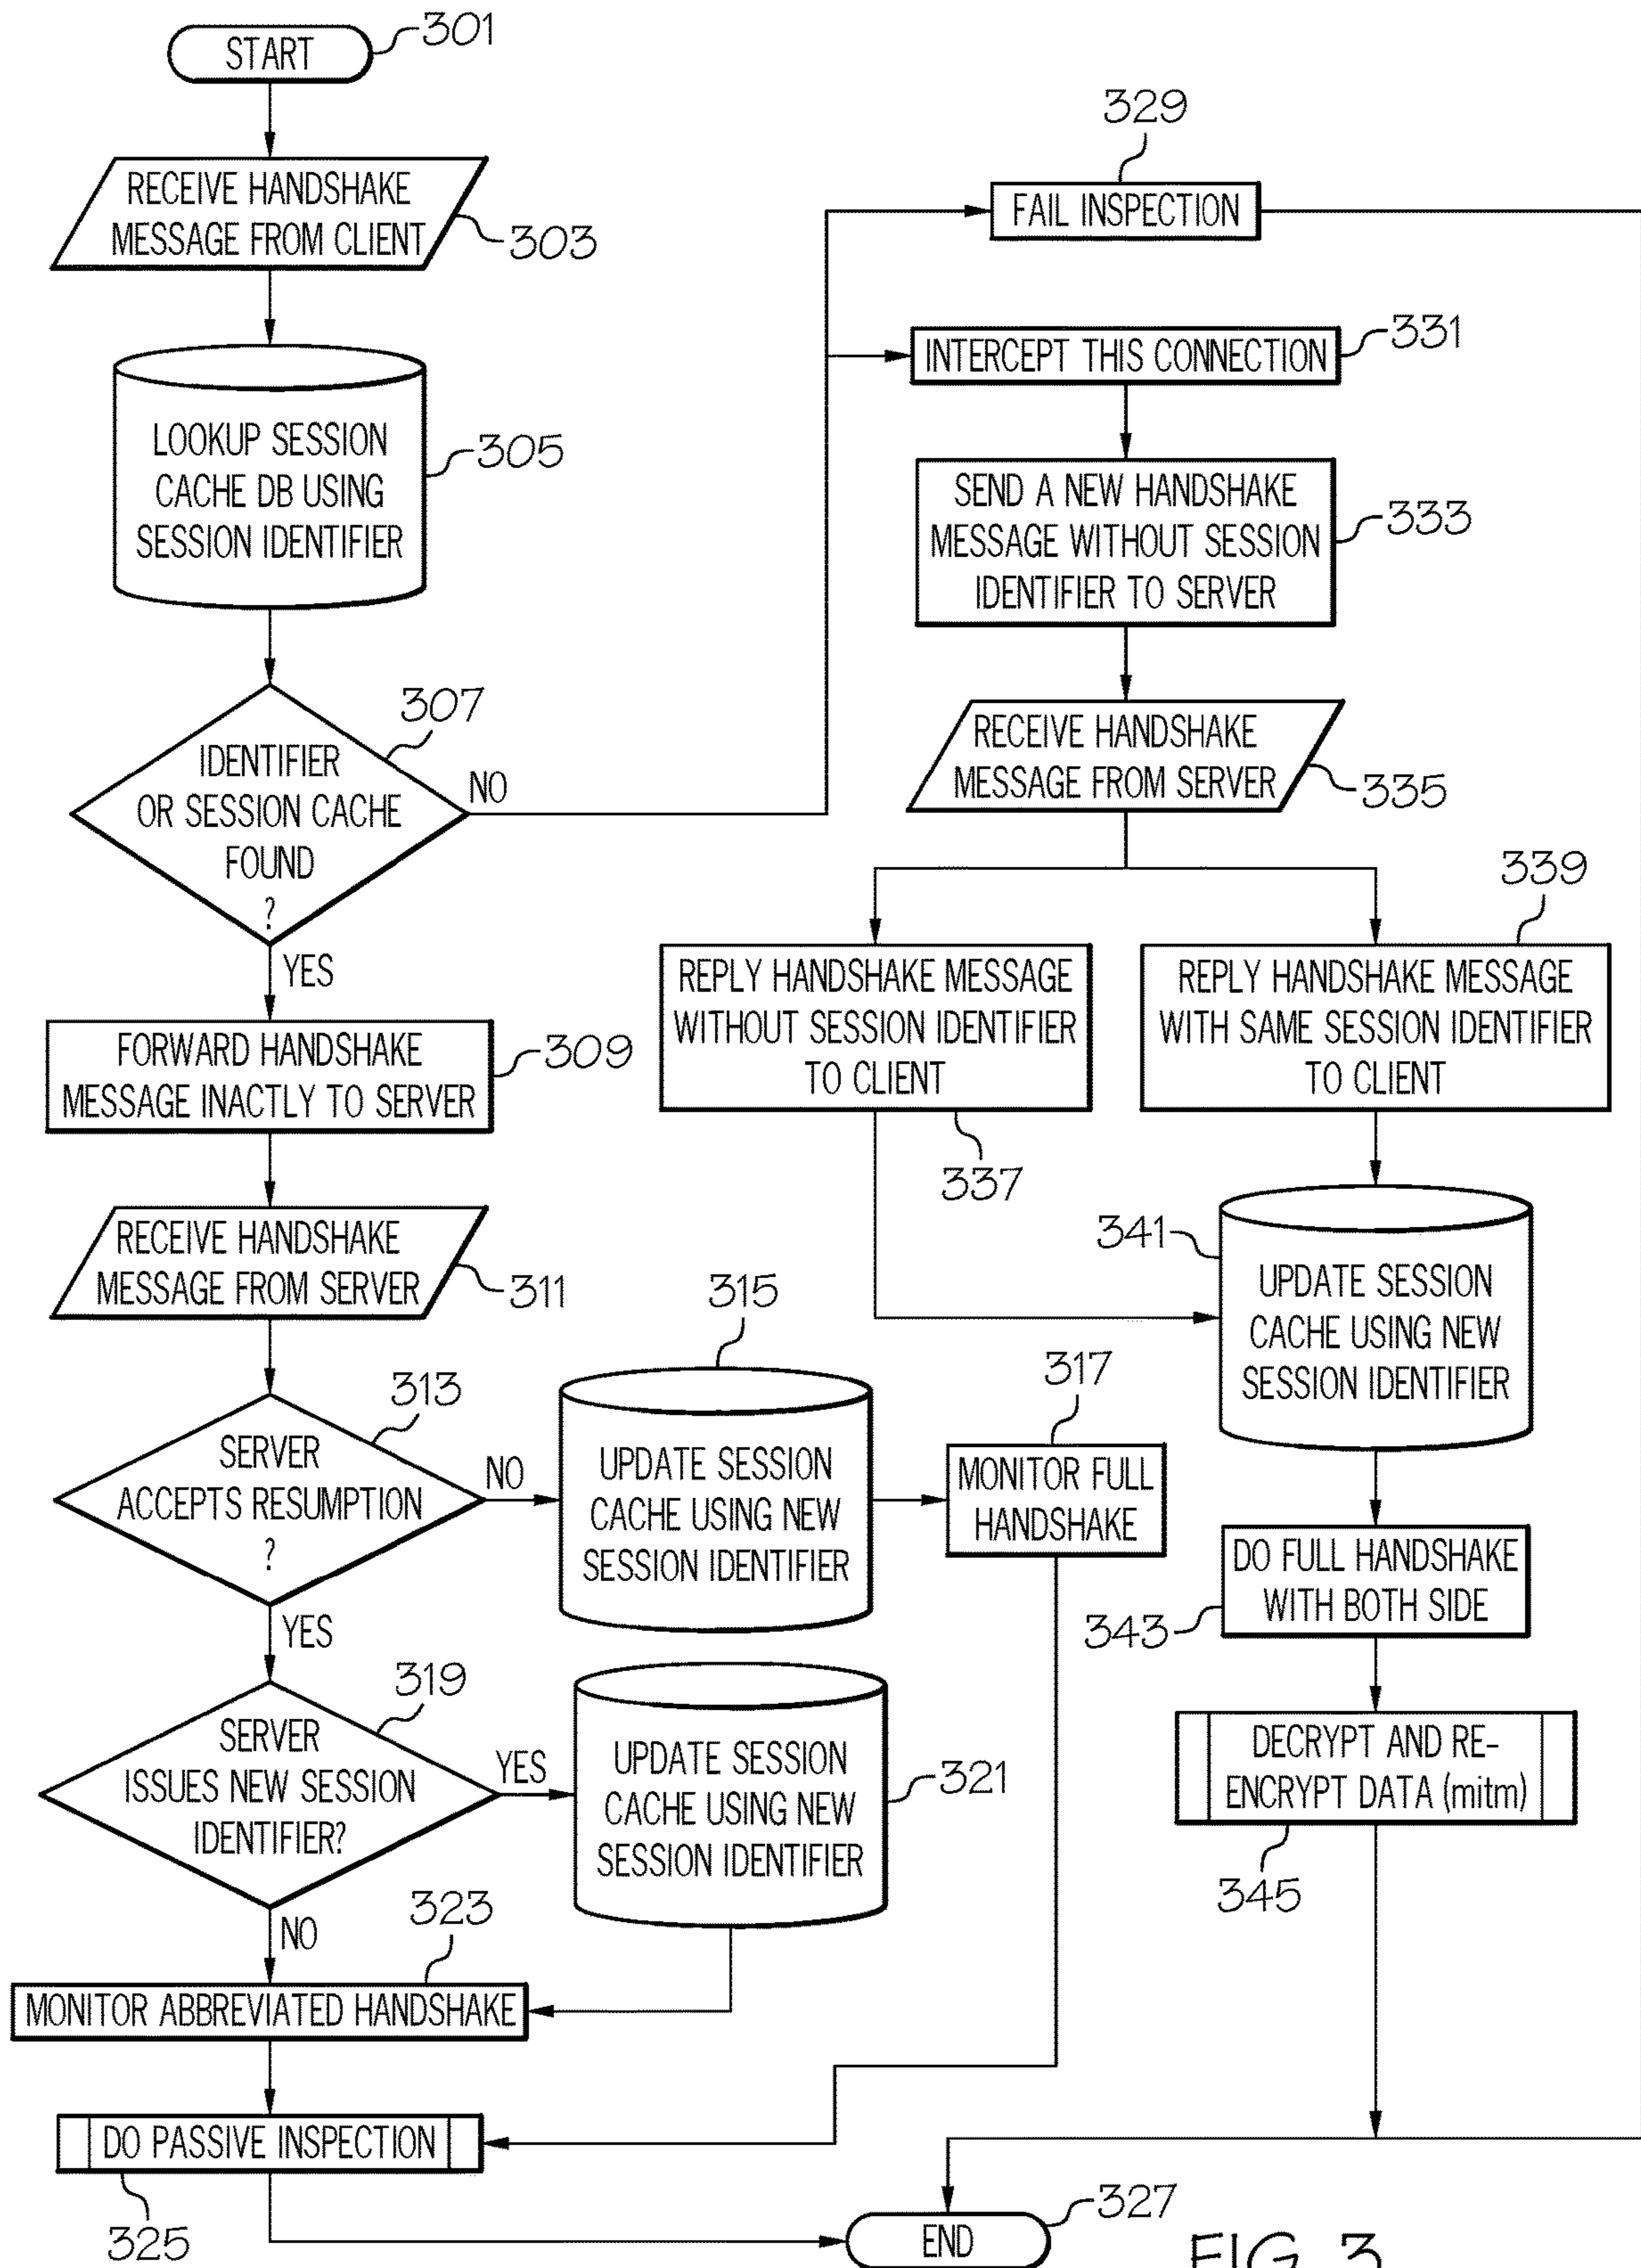 START
301
RECEIVE HANDSHAKE
MESSAGE FROM CLIENT
303
LOOKUP SESSION
CACHE DB USING
SESSION IDENTIFIER
305
307
IDENTIFIER
OR SESSION CACHE
FOUND
?
NO
YES
FORWARD HANDSHAKE
MESSAGE INACTLY TO SERVER
309
RECEIVE HANDSHAKE
MESSAGE FROM SERVER
311
313
SERVER
ACCEPTS RESUMPTION
?
NO
YES
315
UPDATE SESSION
CACHE USING NEW
SESSION IDENTIFIER
317
MONITOR FULL
HANDSHAKE
319
SERVER
ISSUES NEW SESSION
IDENTIFIER?
YES
NO
UPDATE SESSION
CACHE USING NEW
SESSION IDENTIFIER
321
323
MONITOR ABBREVIATED HANDSHAKE
DO PASSIVE INSPECTION
325
329
FAIL INSPECTION
INTERCEPT THIS CONNECTION
331
SEND A NEW HANDSHAKE
MESSAGE WITHOUT SESSION
IDENTIFIER TO SERVER
333
RECEIVE HANDSHAKE
MESSAGE FROM SERVER
335
REPLY HANDSHAKE MESSAGE
WITHOUT SESSION IDENTIFIER
TO CLIENT
337
339
REPLY HANDSHAKE MESSAGE
WITH SAME SESSION IDENTIFIER
TO CLIENT
341
UPDATE SESSION
CACHE USING NEW
SESSION IDENTIFIER
DO FULL HANDSHAKE
WITH BOTH SIDE
343
DECRYPT AND RE-
ENCRYPT DATA (mitm)
345
END
327
FIG. 3